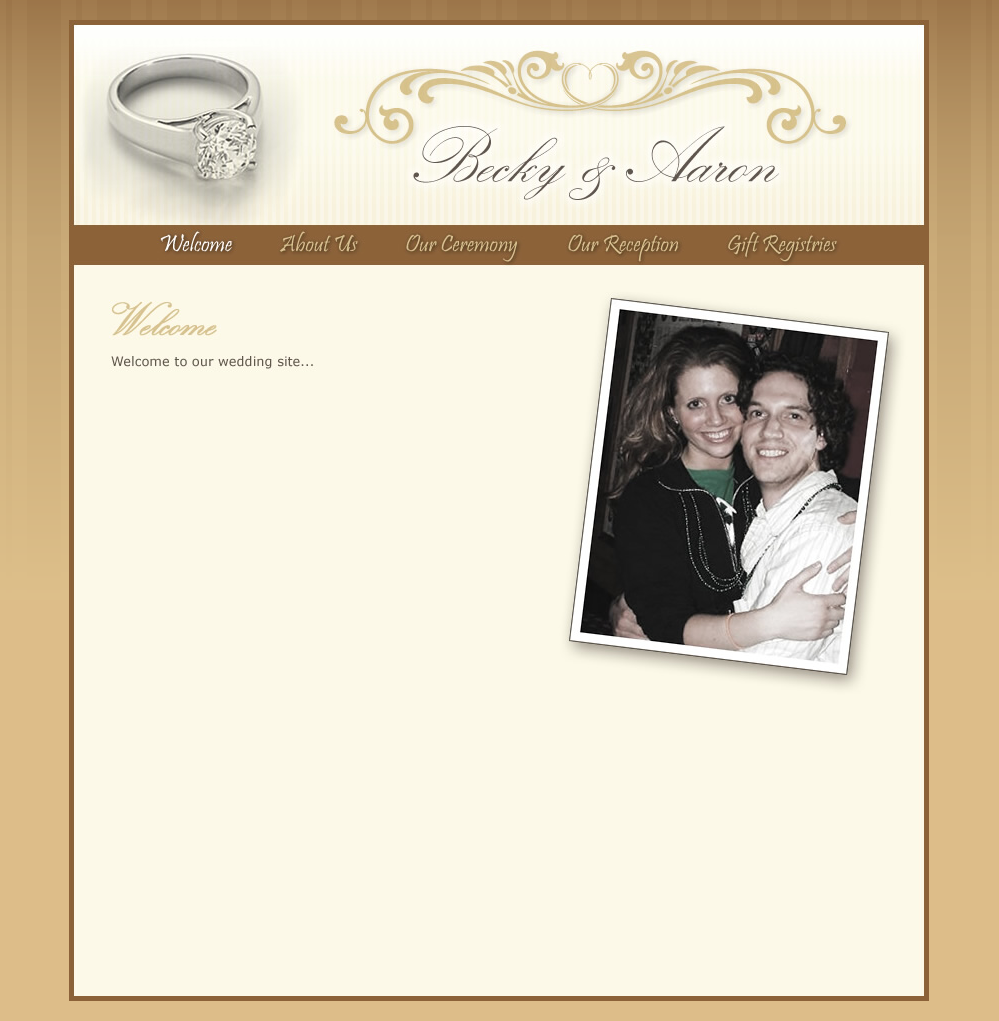 Becky & Aaron
Welcome About Us Our Ceremony Our Reception Gift Registries
Welcome
Welcome to our wedding site...